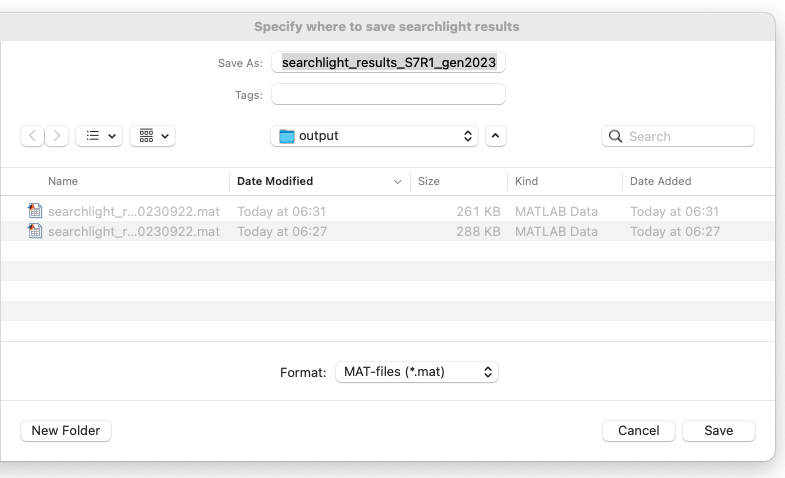 Specify where to save searchlight results
Save As: searchlight_results_S7R1_gen2023
Tags:
output
Search
Name Date Modified Size Kind Date Added
searchlight_r...0230922.mat Today at 06:31 261 KB MATLAB Data Today at 06:31
searchlight_r...0230922.mat Today at 06:27 288 KB MATLAB Data Today at 06:27
Format: MAT-files (*.mat)
New Folder Cancel Save